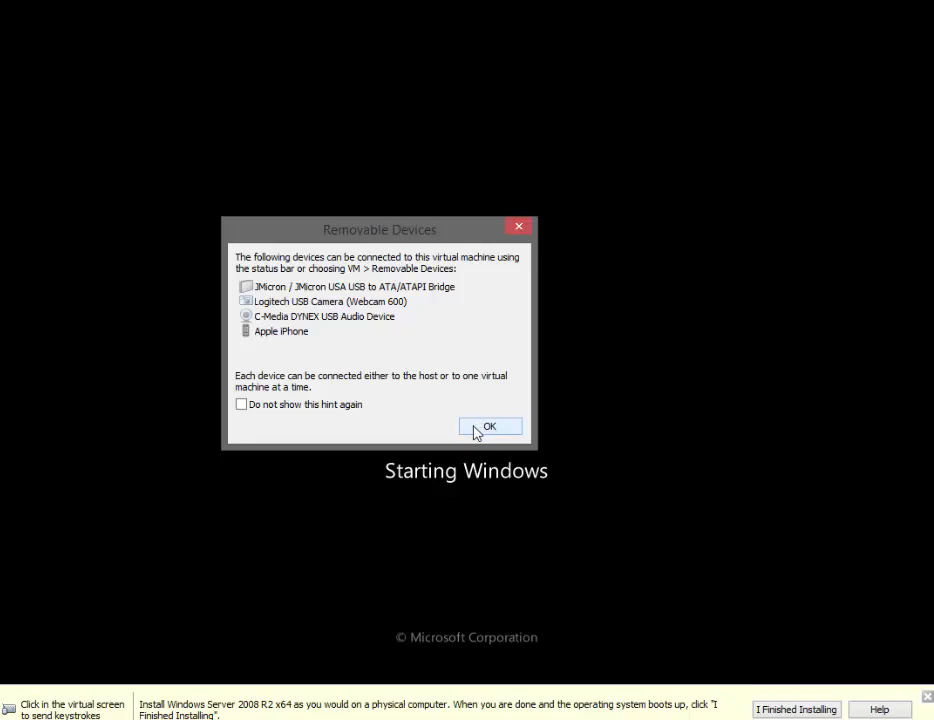 Removable Devices
The following devices can be connected to this virtual machine using
the status bar or choosing VM > Removable Devices:
JMicron / JMicron USA USB to ATA/ATAPI Bridge
Logitech USB Camera (Webcam 600)
C-Media DYNEX USB Audio Device
Apple iPhone
Each device can be connected either to the host or to one virtual
machine at a time.
Do not show this hint again
OK
Starting Windows
© Microsoft Corporation
Click in the virtual screen
to send keystrokes
Install Windows Server 2008 R2 x64 as you would on a physical computer. When you are done and the operating system boots up, click "I
Finished Installing".
I Finished Installing
Help